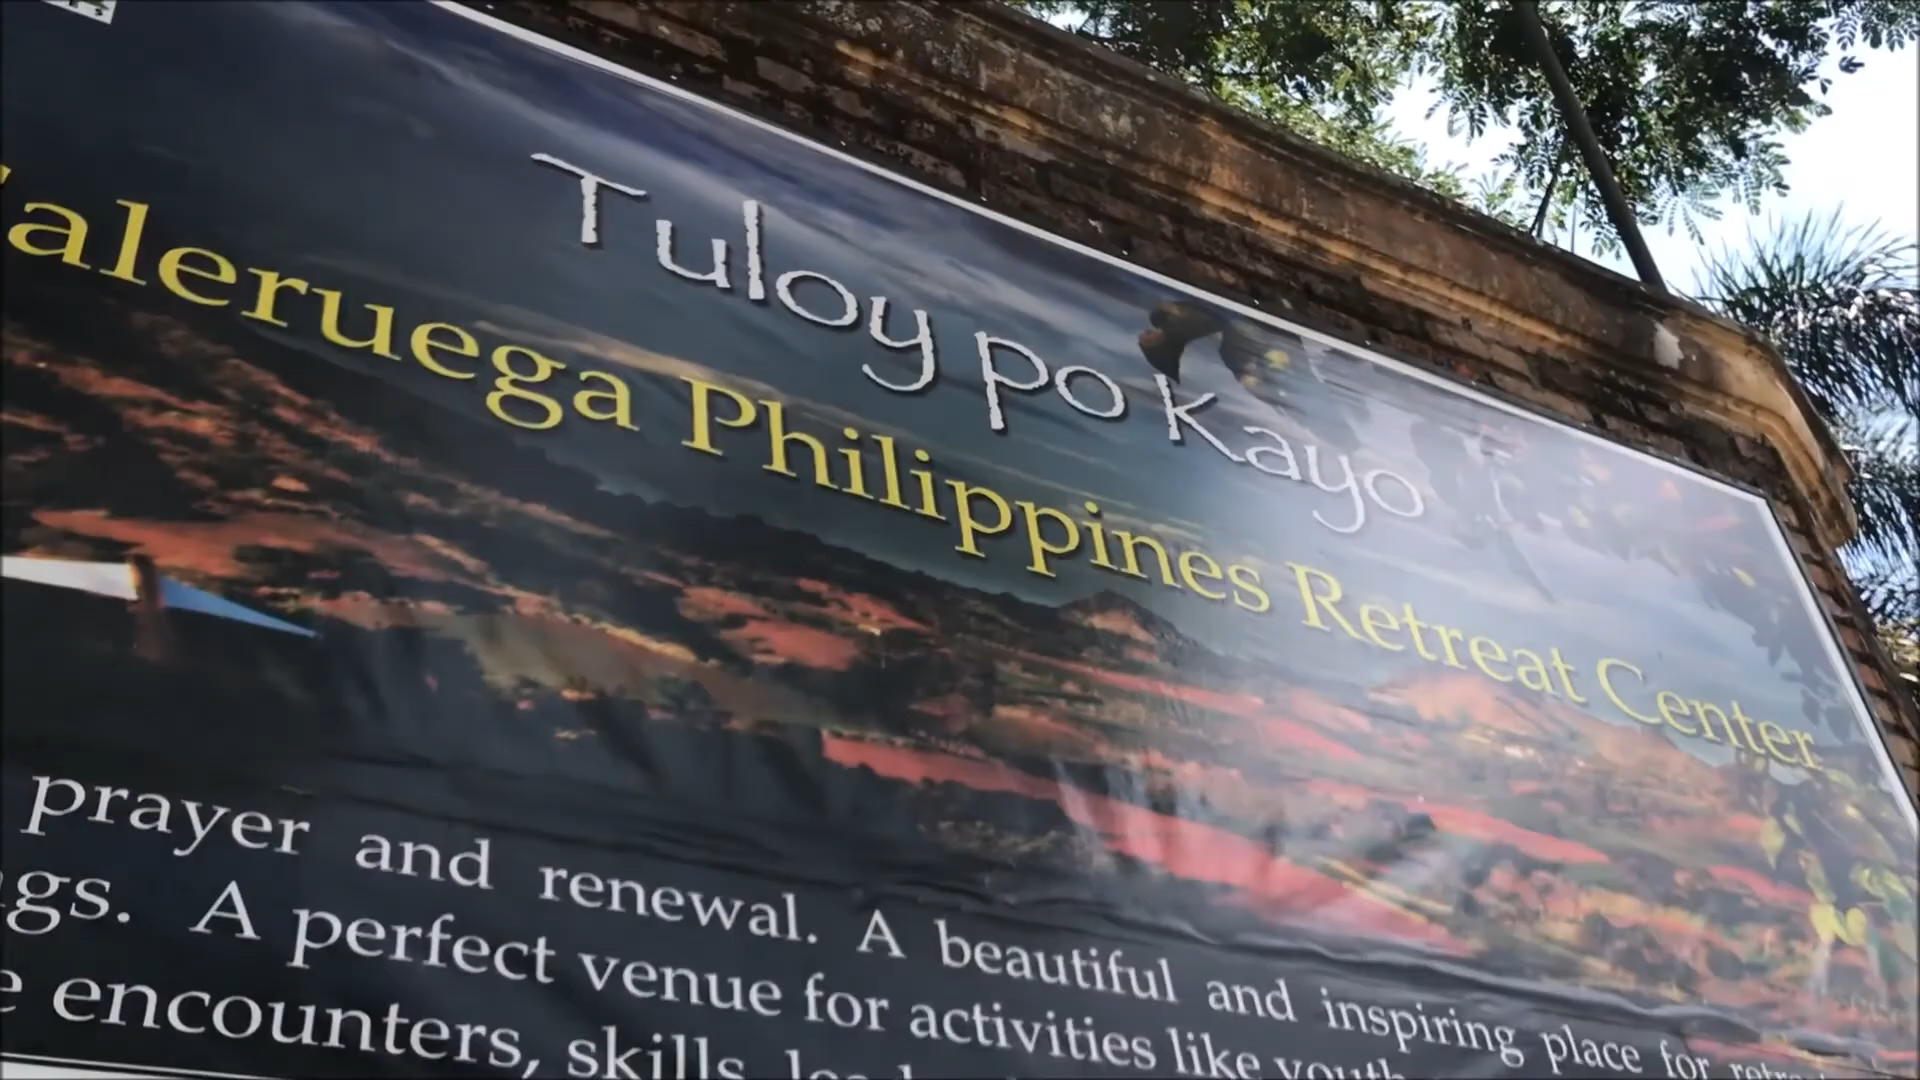 Tuloy po Kayo
aleruega Philippines Retreat Center
prayer and renewal. A beautiful and inspiring place for
gs. A perfect venue for activities like youth
encounters, skills